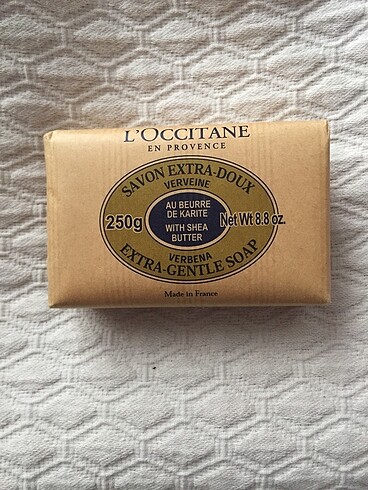 L'OCCITANE
EN PROVENCE
SAVON EXTRA-DOUX
VERVEINE
AU BEURRE
DE KARITE
250g
Net Wt 8.8 oz.
WITH SHEA
BUTTER
VERBENA
EXTRA-GENTLE SOAP
Made in France